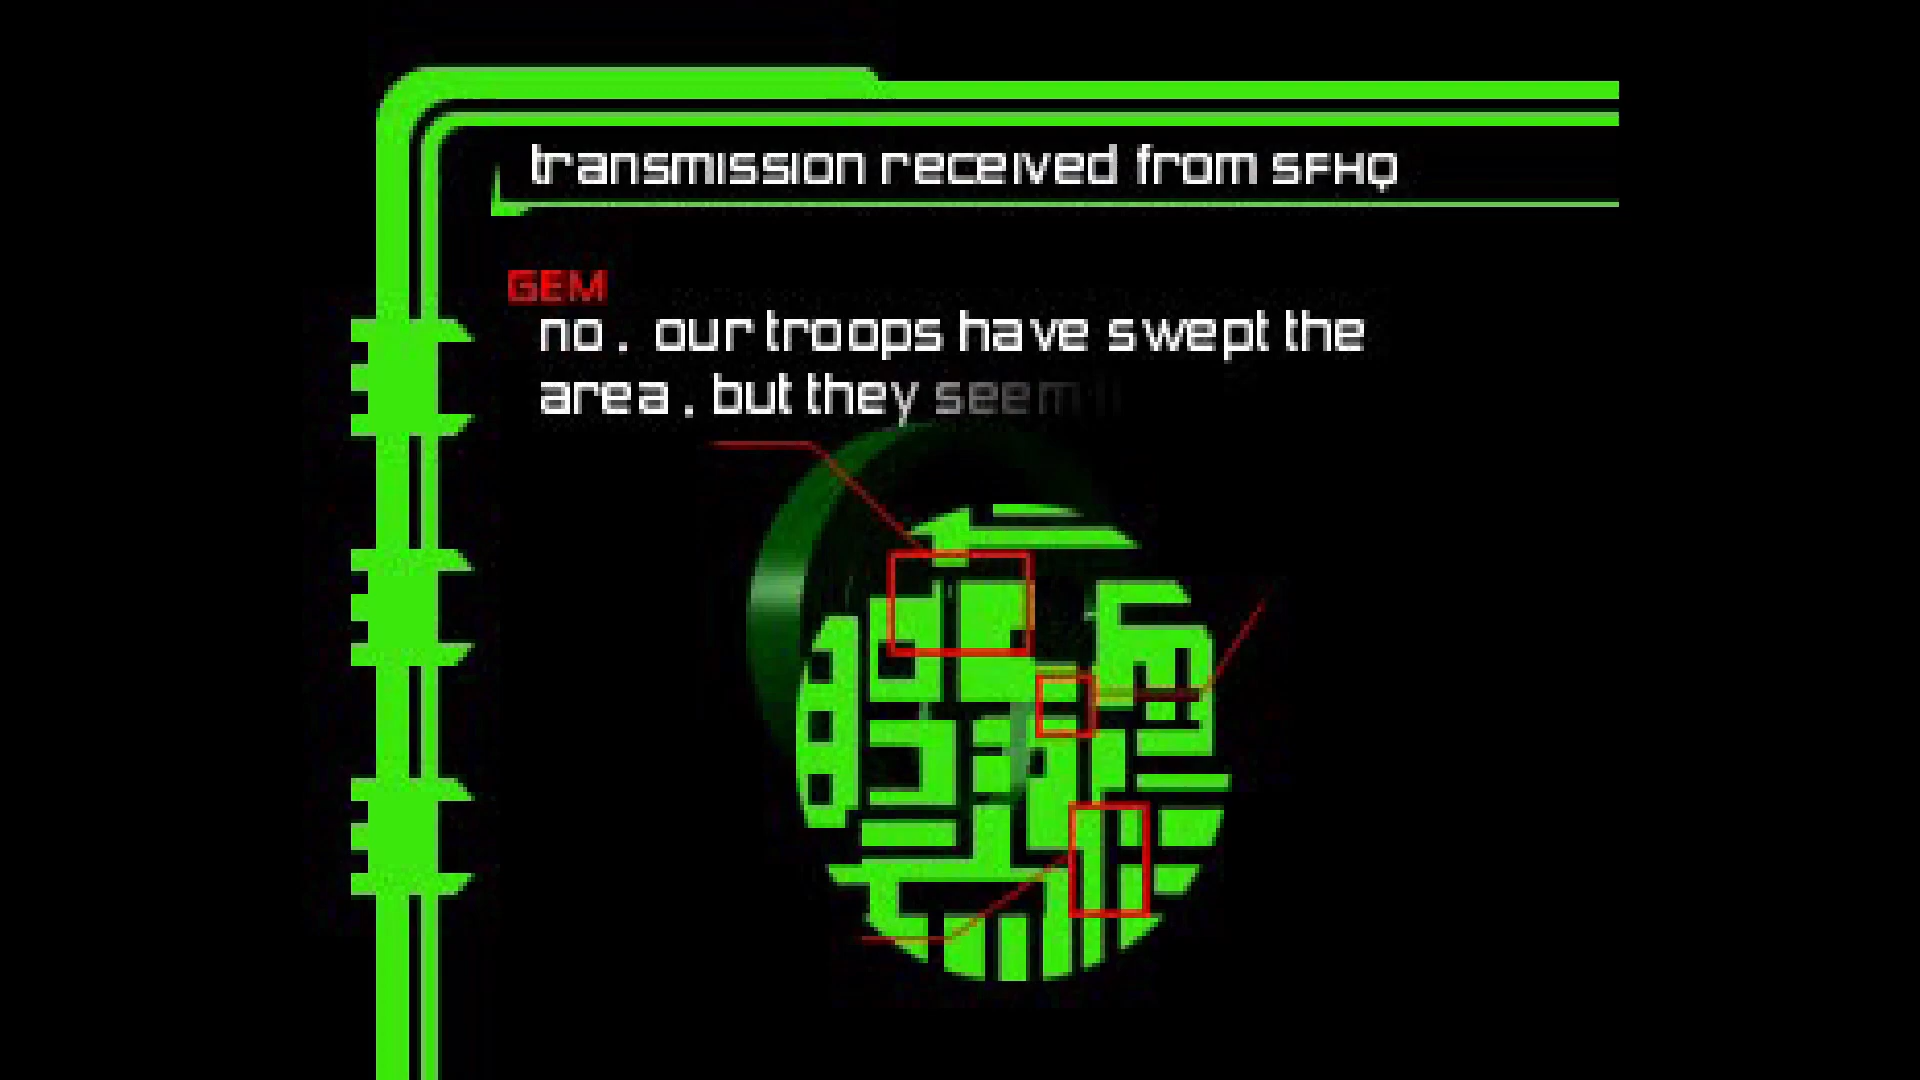 transmission received from SFHQ
GEM
no, our troops have swept the
area, but they seem